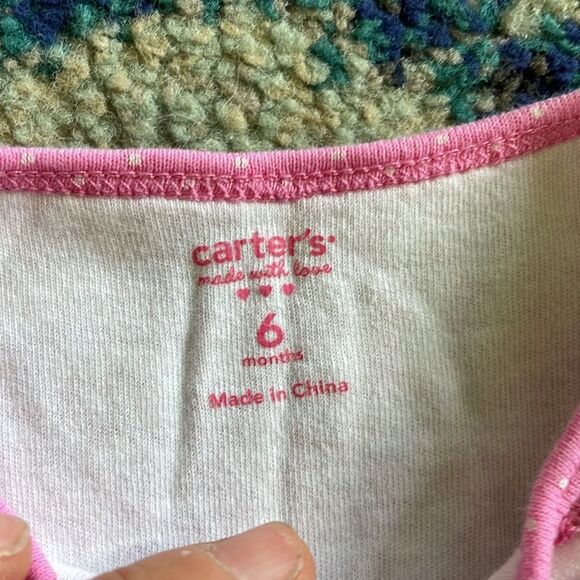 carter's
made with love
6
months
Made in China